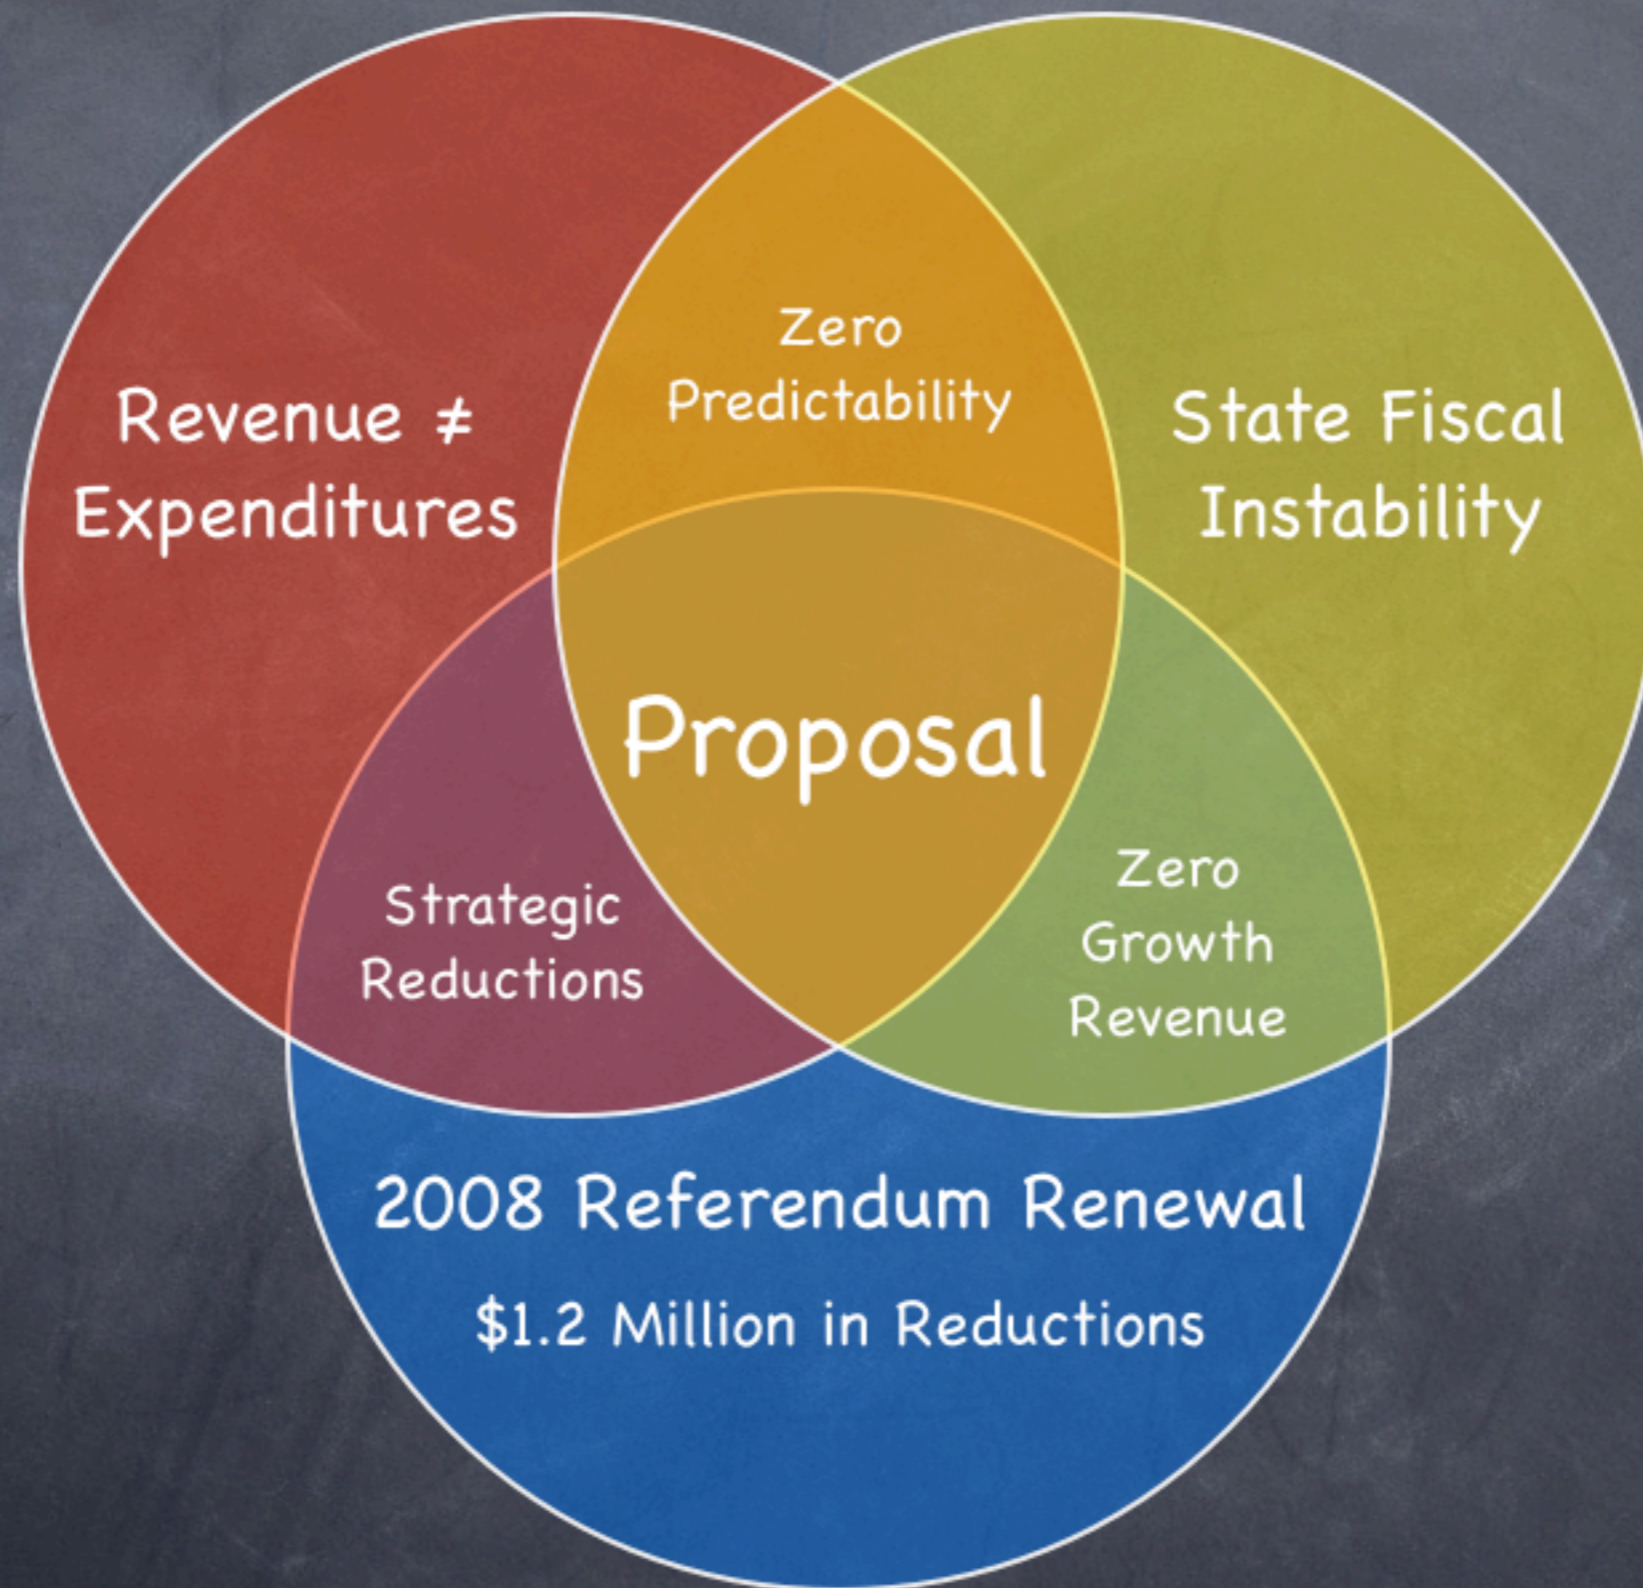 Zero
Predictability
Revenue ≠
Expenditures
State Fiscal
Instability
Proposal
Strategic
Reductions
Zero
Growth
Revenue
2008 Referendum Renewal
$1.2 Million in Reductions